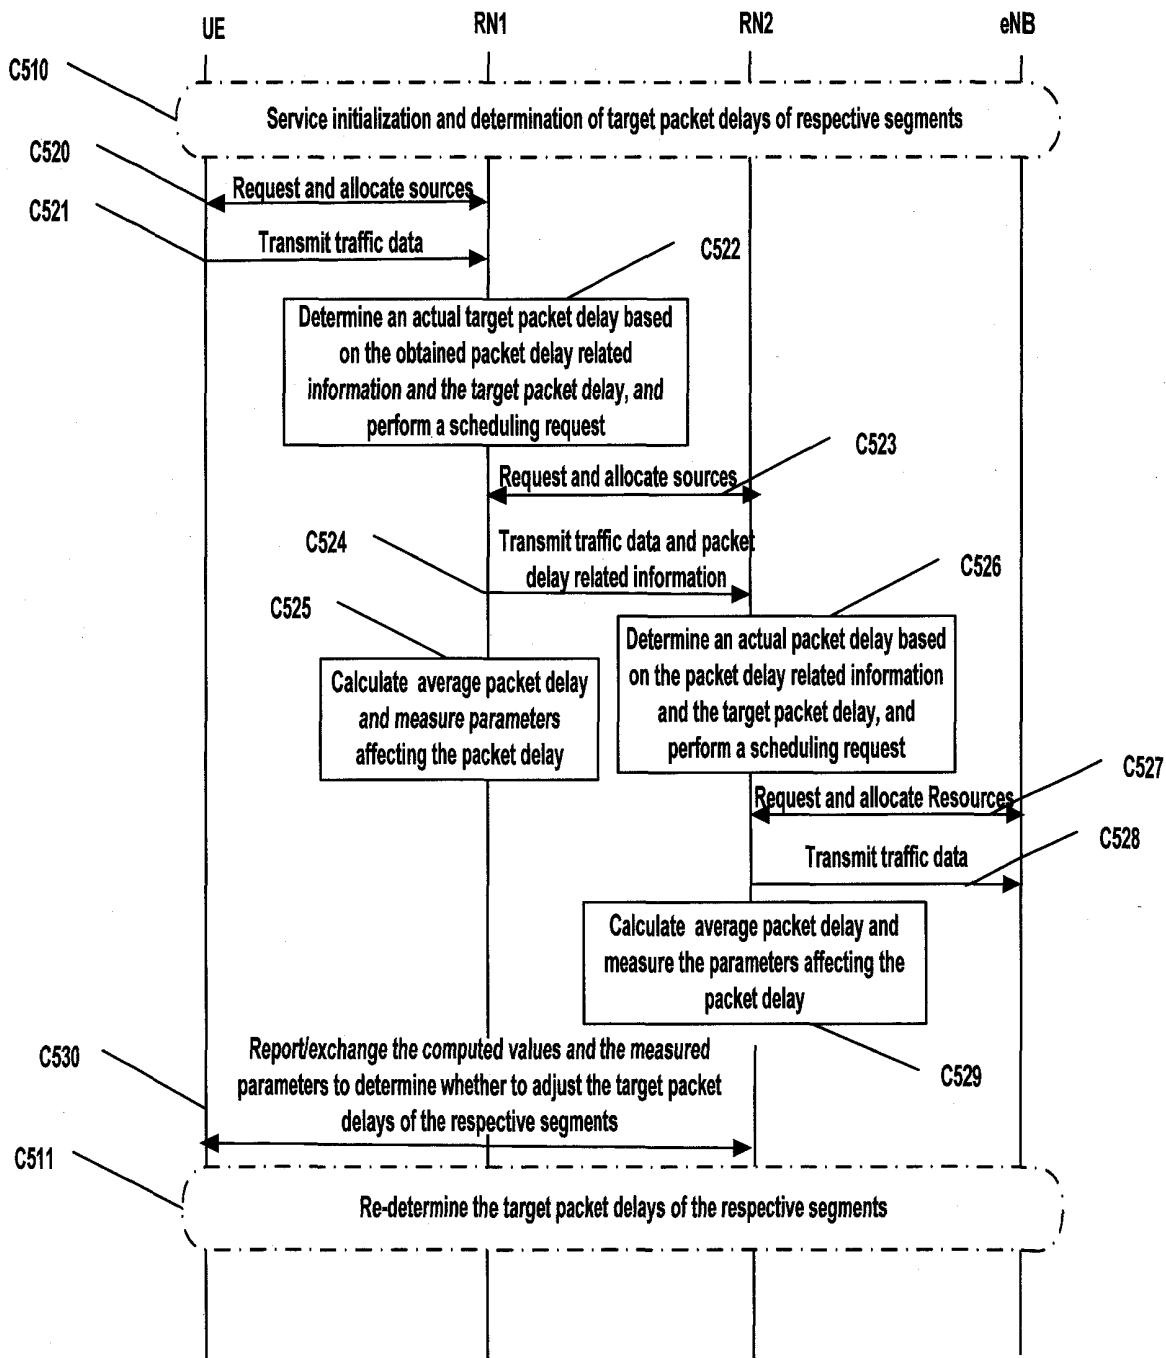 UE
RN1
RN2
eNB
C510
Service initialization and determination of target packet delays of respective segments
C520
Request and allocate sources
C521
Transmit traffic data
C522
Determine an actual target packet delay based
on the obtained packet delay related
information and the target packet delay, and
perform a scheduling request
C523
Request and allocate sources
C524
Transmit traffic data and packet
delay related information
C525
C526
Calculate average packet delay
and measure parameters
affecting the packet delay
Determine an actual packet delay based
on the packet delay related information
and the target packet delay, and
perform a scheduling request
C527
Request and allocate Resources
C528
Transmit traffic data
Calculate average packet delay and
measure the parameters affecting the
packet delay
C529
C530
Report/exchange the computed values and the measured
parameters to determine whether to adjust the target packet
delays of the respective segments
C511
Re-determine the target packet delays of the respective segments